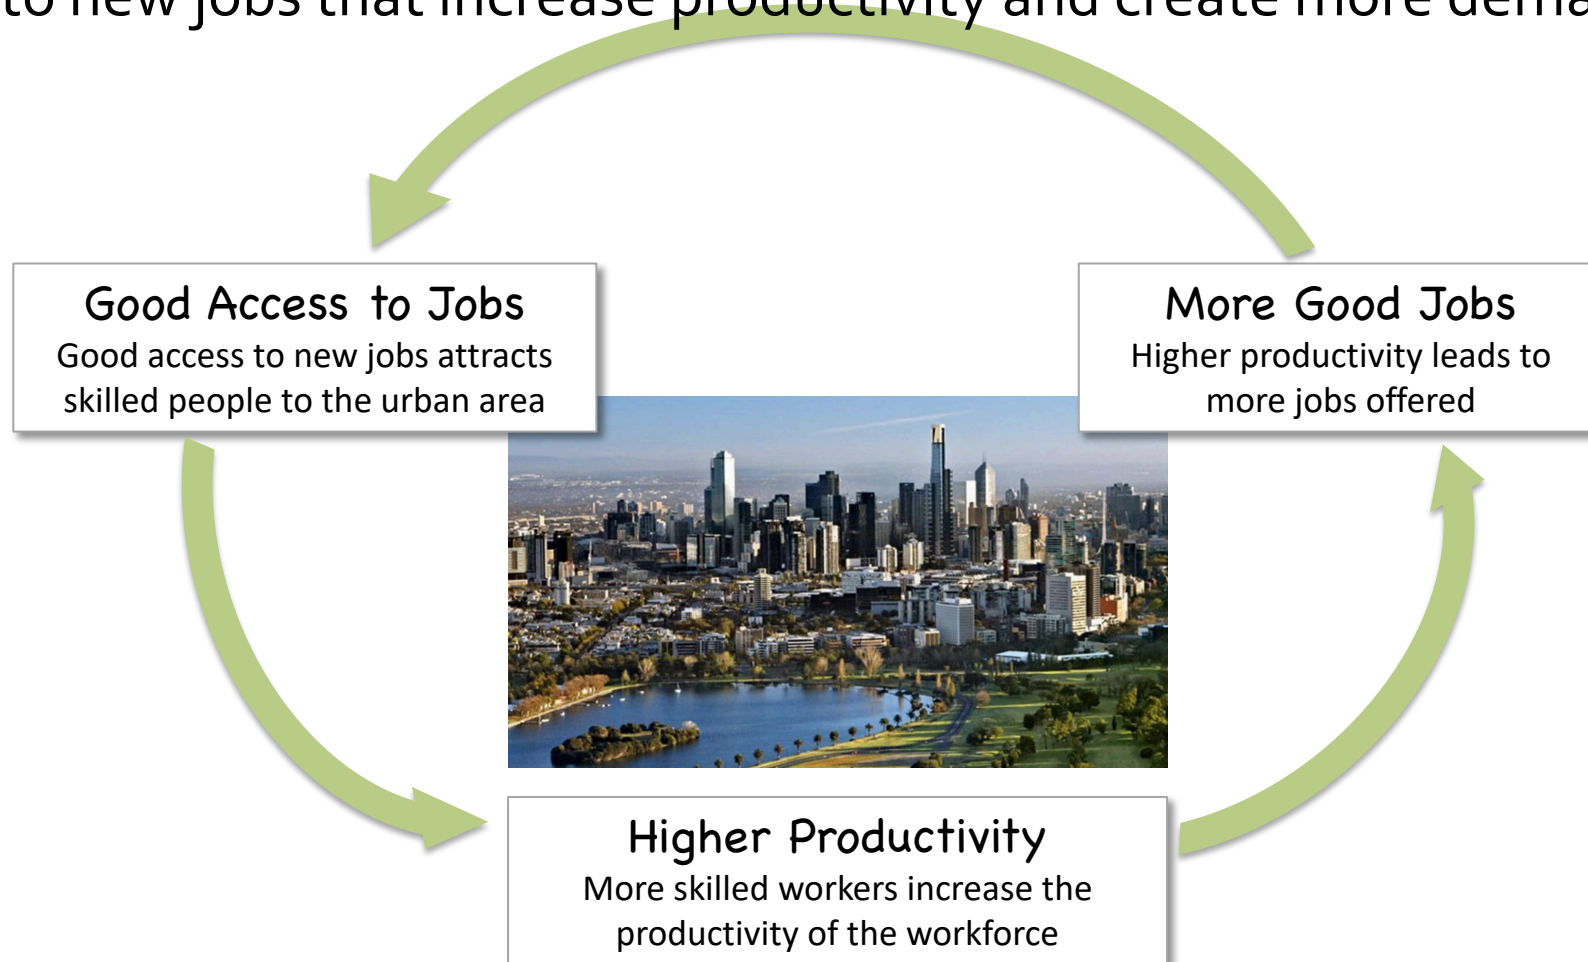 to new jobs that increase productivity and create more
Good Access to Jobs
Good access to new jobs attracts
skilled people to the urban area
More Good Jobs
Higher productivity leads to
more jobs offered
Higher Productivity
More skilled workers increase the
productivity of the workforce